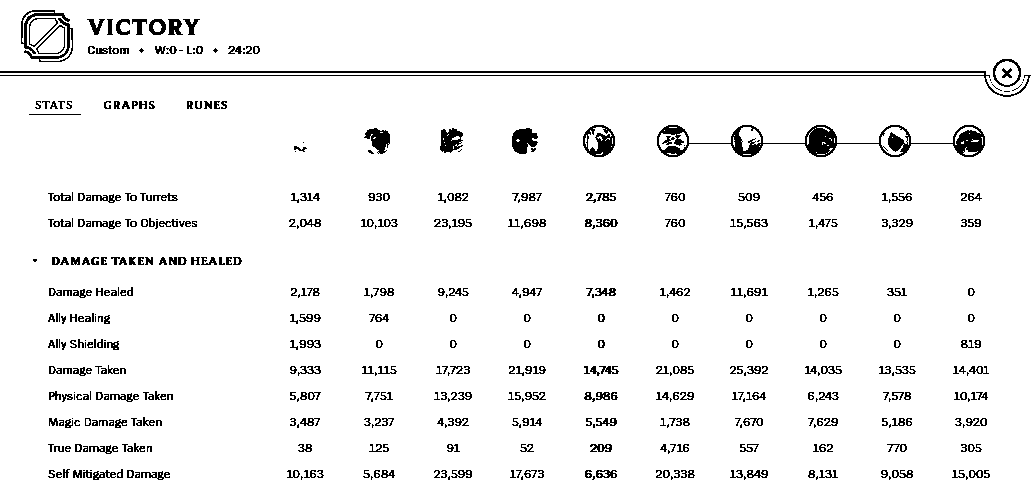 VICTORY
Custom • W:0 - L:0 • 24:20
STATS GRAPHS RUNES
Total Damage To Turrets 1,314 930 1,082 7,987 2,785 760 509 456 1,556 264
Total Damage To Objectives 2,048 10,103 23,195 11,698 8,360 760 15,563 1,475 3,329 359
DAMAGE TAKEN AND HEALED
Damage Healed 2,178 1,798 9,245 4,947 7,348 1,462 11,691 1,265 351 0
Ally Healing 1,599 764 0 0 0 0 0 0 0 0
Ally Shielding 1,993 0 0 0 0 0 0 0 0 819
Damage Taken 9,333 11,115 17,723 21,919 14,745 21,085 25,392 14,035 13,535 14,401
Physical Damage Taken 5,807 7,751 13,239 15,952 8,986 14,629 17,164 6,243 7,578 10,174
Magic Damage Taken 3,487 3,237 4,392 5,914 5,549 1,738 7,670 7,629 5,186 3,920
True Damage Taken 38 125 91 52 209 4,716 557 162 770 305
Self Mitigated Damage 10,163 5,684 23,599 17,673 6,636 20,338 13,849 8,131 9,058 15,005